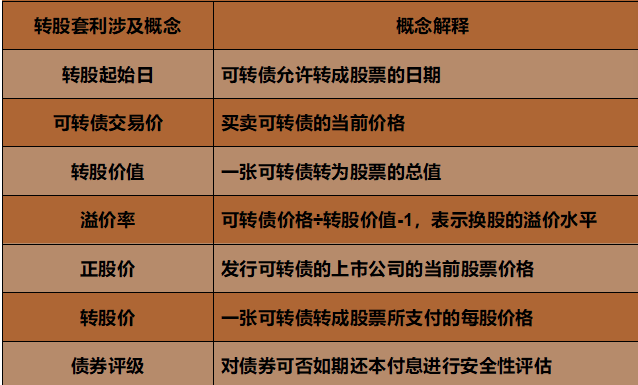 转股套利涉及概念 概念解释
转股起始日 可转债允许转成股票的日期
可转债交易价 买卖可转债的当前价格
转股价值 一张可转债转为股票的总值
溢价率 可转债价格÷转股价值-1，表示换股的溢价水平
正股价 发行可转债的上市公司的当前股票价格
转股价 一张可转债转成股票所支付的每股价格
债券评级 对债券可否如期还本付息进行安全性评估